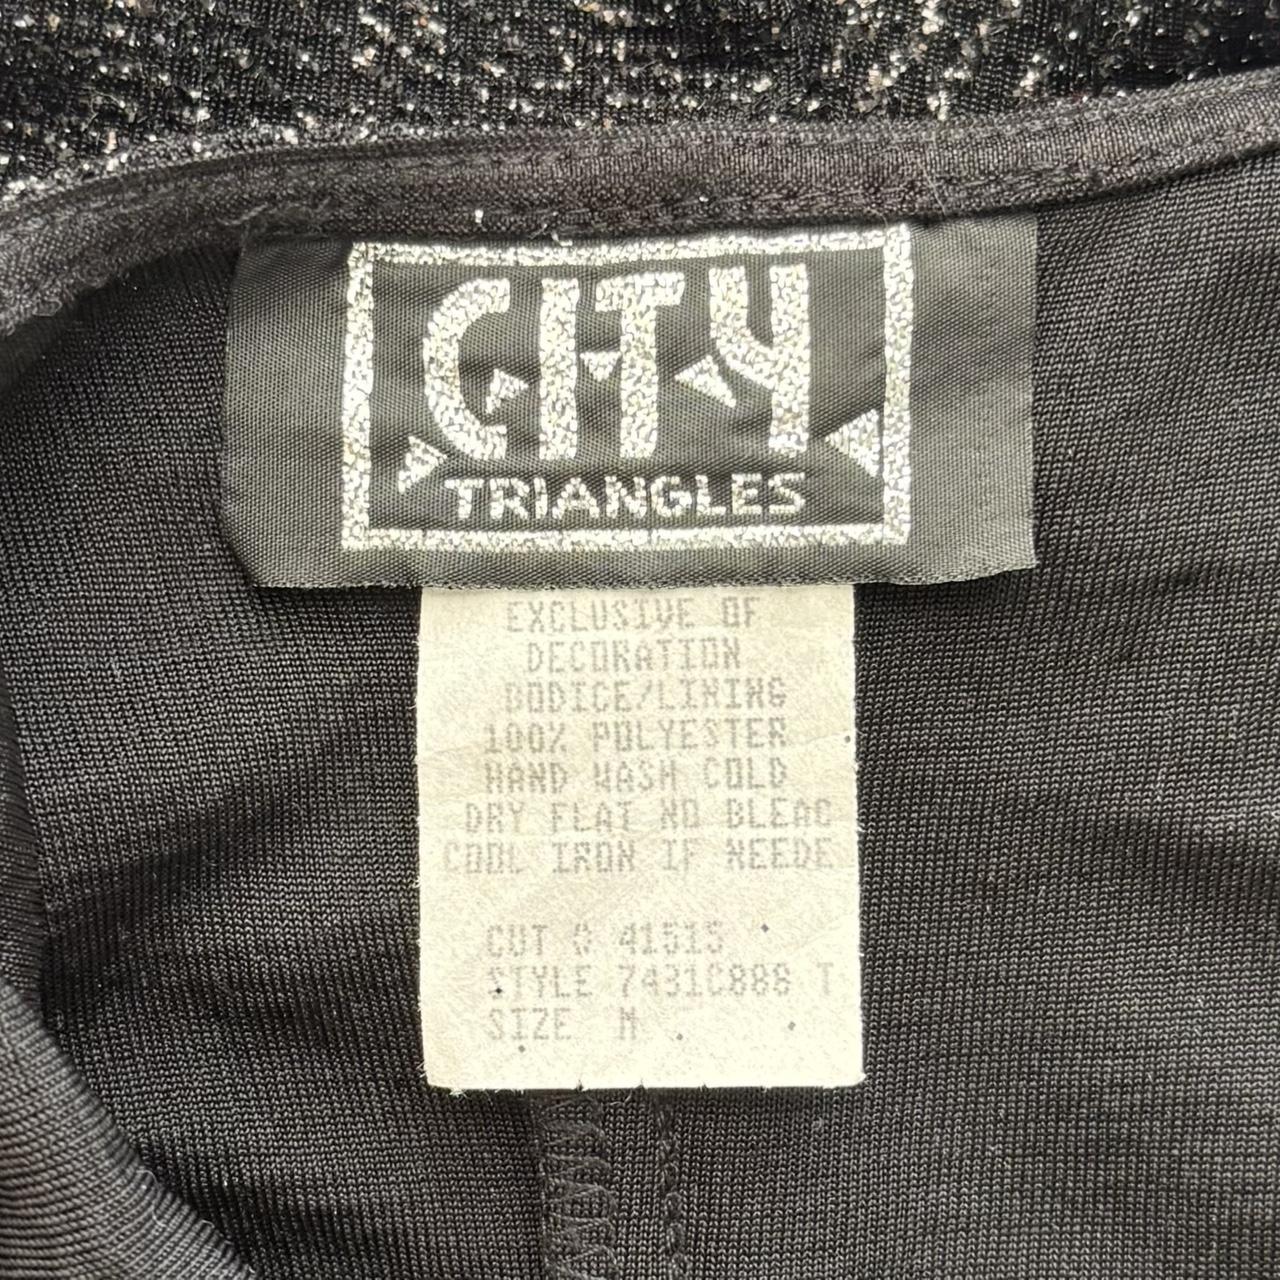 CITY
TRIANGLES
EXCLUSIVE OF
DECORATION
BODICE/LINING
100% POLYESTER
HAND WASH COLD
DRY FLAT NO BLEAC
COOL IRON IF NEEDE
CUT @ 41515
STYLE 7431C888 T
SIZE M